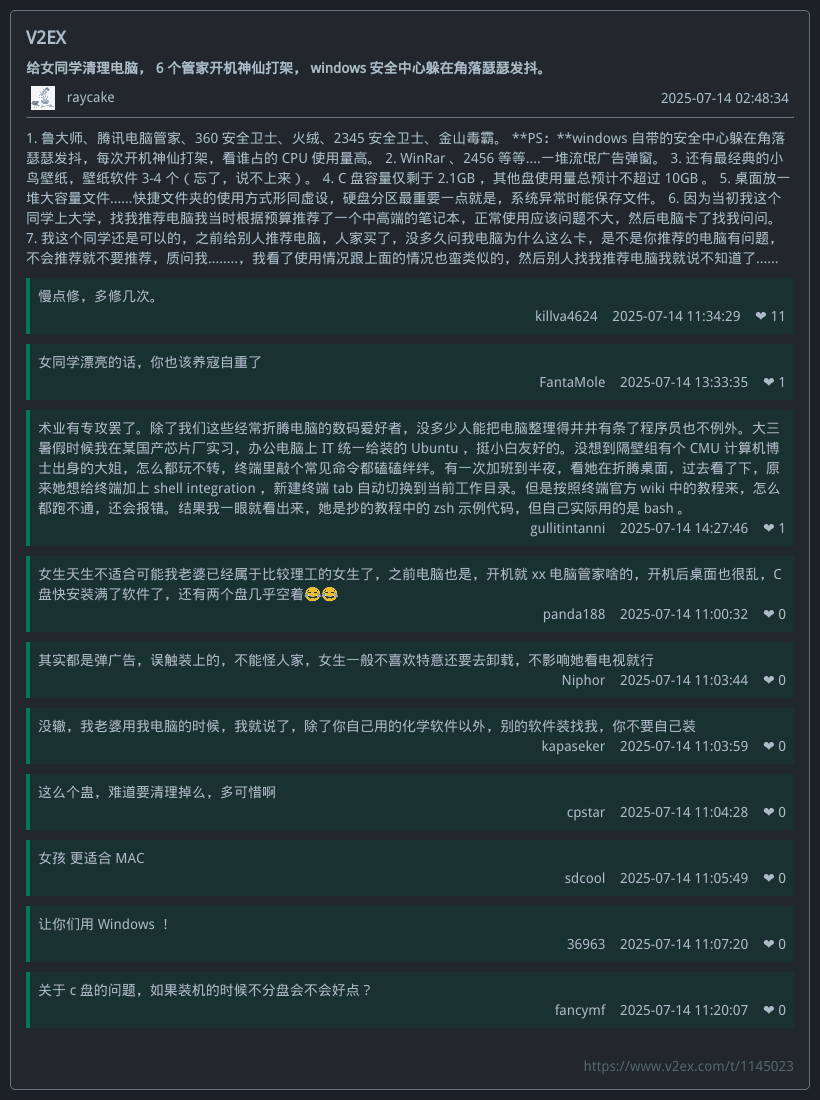 V2EX
给女同学清理电脑， 6 个管家开机神仙打架， windows 安全中心躲在角落瑟瑟发抖。
raycake 2025-07-14 02:48:34
1. 鲁大师、腾讯电脑管家、360 安全卫士、火绒、2345 安全卫士、金山毒霸。 **PS：**windows 自带的安全中心躲在角落
瑟瑟发抖，每次开机神仙打架，看谁占的 CPU 使用量高。 2. WinRar 、2456 等等....一堆流氓广告弹窗。 3. 还有最经典的小
鸟壁纸，壁纸软件 3-4 个（ 忘了，说不上来 ）。 4. C 盘容量仅剩于 2.1GB ，其他盘使用量总预计不超过 10GB 。 5. 桌面放一
堆大容量文件......快捷文件夹的使用方式形同虚设，硬盘分区最重要一点就是，系统异常时能保存文件。 6. 因为当初我这个
同学上大学，找我推荐电脑我当时根据预算推荐了一个中高端的笔记本，正常使用应该问题不大，然后电脑卡了找我问问。
7. 我这个同学还是可以的，之前给别人推荐电脑，人家买了，没多久问我电脑为什么这么卡，是不是你推荐的电脑有问题，
不会推荐就不要推荐，质问我........，我看了使用情况跟上面的情况也蛮类似的，然后别人找我推荐电脑我就说不知道了......
慢点修，多修几次。
killva4624 2025-07-14 11:34:29 ❤ 11
女同学漂亮的话，你也该养寇自重了
FantaMole 2025-07-14 13:33:35 ❤ 1
术业有专攻罢了。除了我们这些经常折腾电脑的数码爱好者，没多少人能把电脑整理得井井有条了程序员也不例外。大三
暑假时候我在某国产芯片厂实习，办公电脑上 IT 统一给装的 Ubuntu ，挺小白友好的。没想到隔壁组有个 CMU 计算机博
士出身的大姐，怎么都玩不转，终端里敲个常见命令都磕磕绊绊。有一次加班到半夜，看她在折腾桌面，过去看了下，原
来她想给终端加上 shell integration ，新建终端 tab 自动切换到当前工作目录。但是按照终端官方 wiki 中的教程来，怎么
都跑不通，还会报错。结果我一眼就看出来，她是抄的教程中的 zsh 示例代码，但自己实际用的是 bash 。
gullitintanni 2025-07-14 14:27:46 ❤ 1
女生天生不适合可能我老婆已经属于比较理工的女生了，之前电脑也是，开机就 xx 电脑管家啥的，开机后桌面也很乱，C
盘快安装满了软件了，还有两个盘几乎空着😂😂
panda188 2025-07-14 11:00:32 ❤ 0
其实都是弹广告，误触装上的，不能怪人家，女生一般不喜欢特意还要去卸载，不影响她看电视就行
Niphor 2025-07-14 11:03:44 ❤ 0
没辙，我老婆用我电脑的时候，我就说了，除了你自己用的化学软件以外，别的软件装找我，你不要自己装
kapaseker 2025-07-14 11:03:59 ❤ 0
这么个蛊，难道要清理掉么，多可惜啊
cpstar 2025-07-14 11:04:28 ❤ 0
女孩 更适合 MAC
sdcool 2025-07-14 11:05:49 ❤ 0
让你们用 Windows ！
36963 2025-07-14 11:07:20 ❤ 0
关于 c 盘的问题，如果装机的时候不分盘会不会好点？
fancymf 2025-07-14 11:20:07 ❤ 0
https://www.v2ex.com/t/1145023